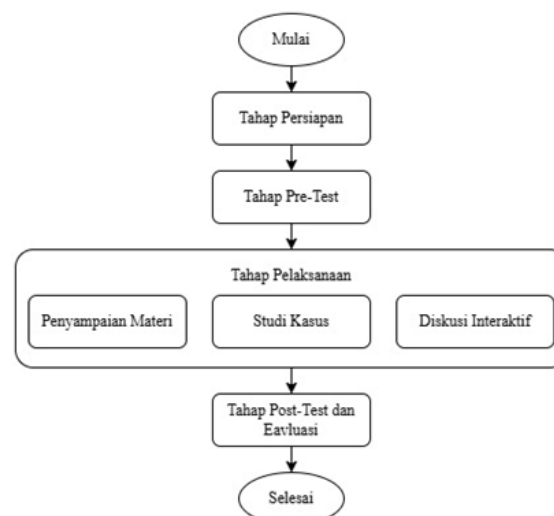 Mulai
Tahap Persiapan
Tahap Pre-Test
Tahap Pelaksanaan
Penyampaian Materi
Studi Kasus
Diskusi Interaktif
Tahap Post-Test dan
Eavluasi
Selesai